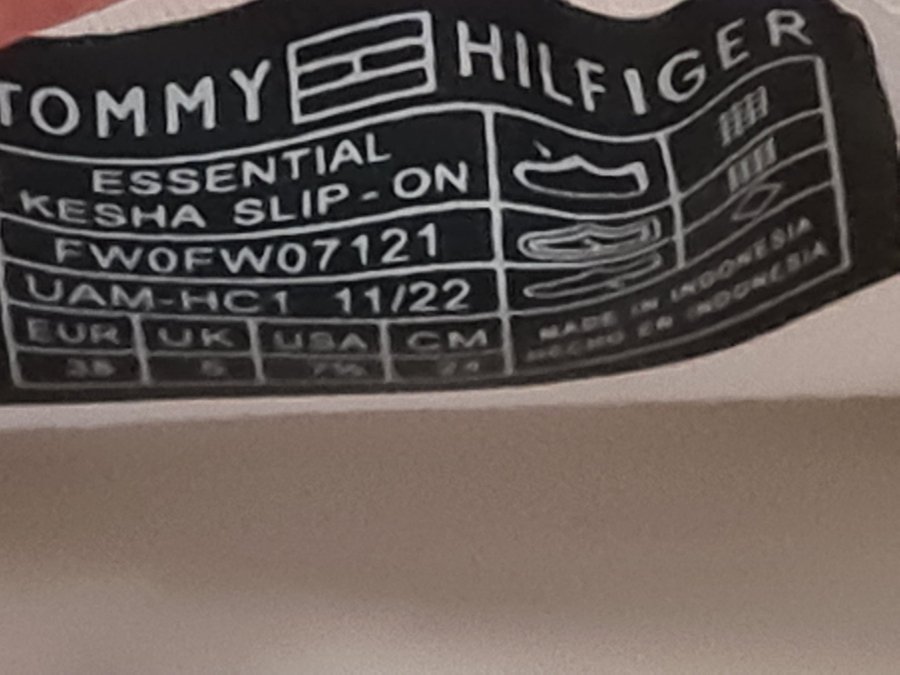 TOMMY HILFIGER
ESSENTIAL
KESHA SLIP-ON
FW0FW07121
UAM-HC1 11/22
EUR UK USA CM
MADE IN INDONESIA
HECHO EN INDONESIA